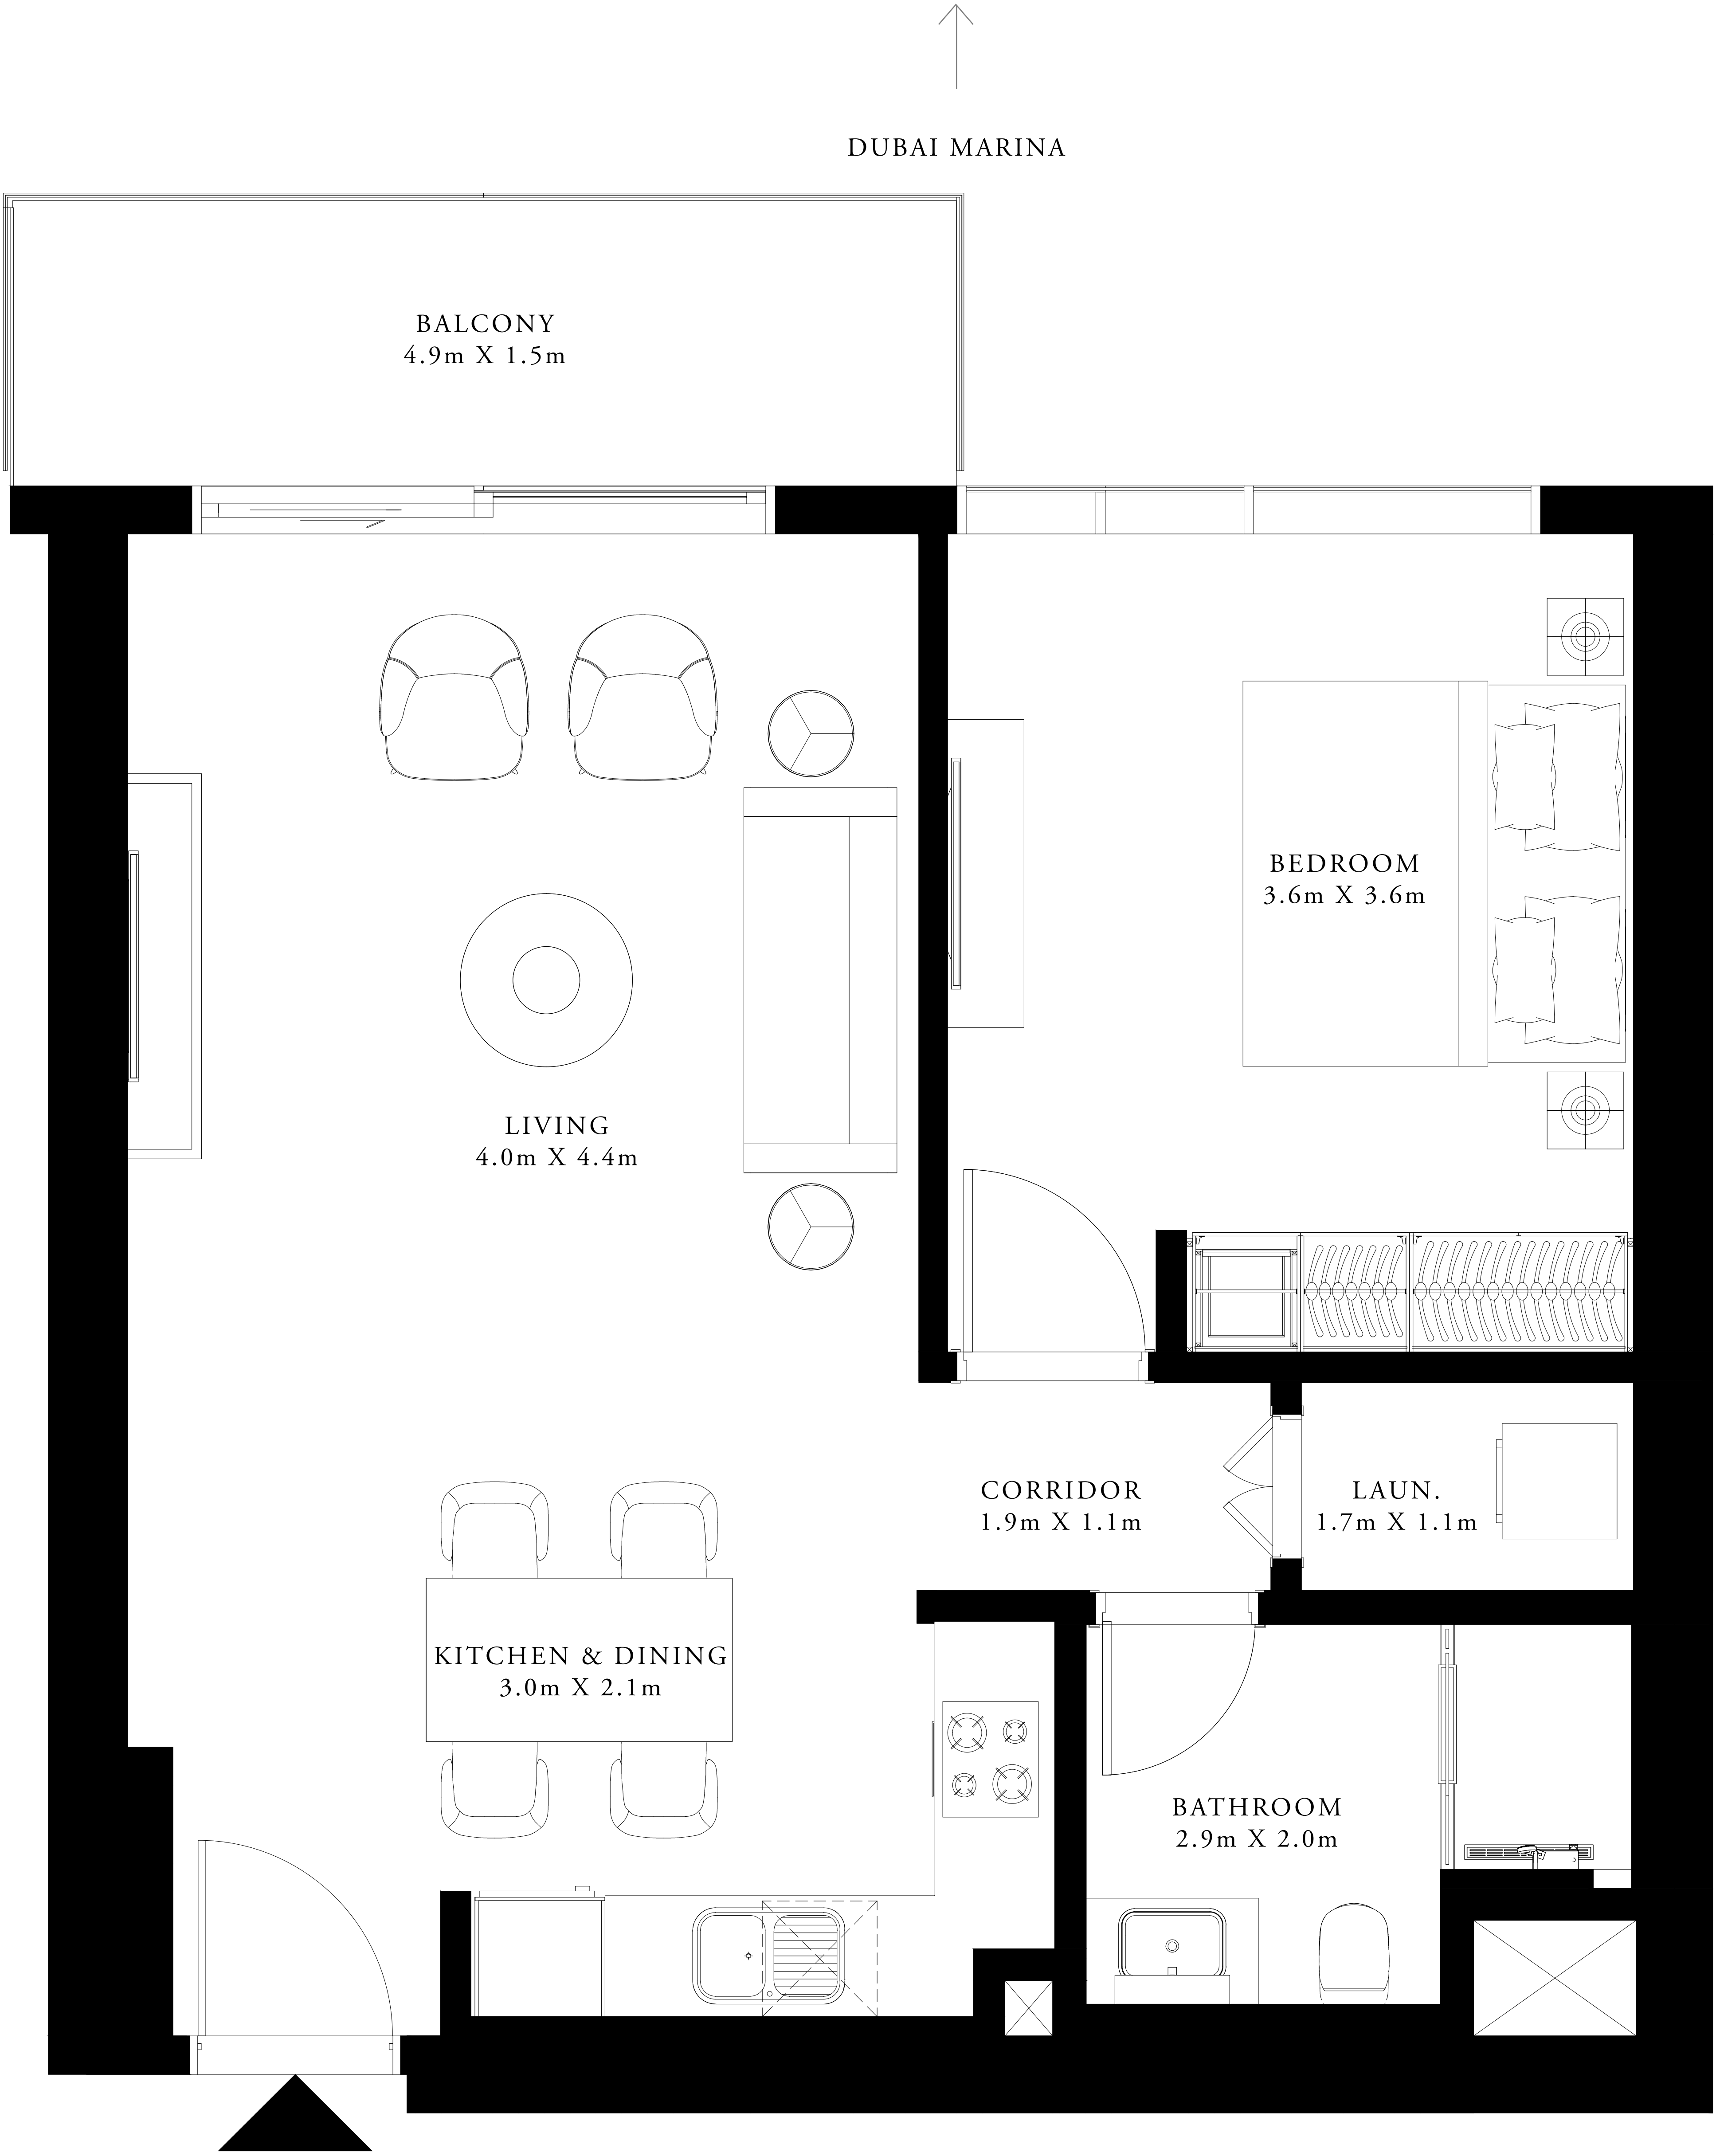 DUBAI MARINA
BALCONY
4.9m X 1.5m
BEDROOM
3.6m X 3.6m
LIVING
4.0m X 4.4m
CORRIDOR
1.9m X 1.1m
LAUN.
1.7m X 1.1m
KITCHEN & DINING
3.0m X 2.1m
BATHROOM
2.9m X 2.0m